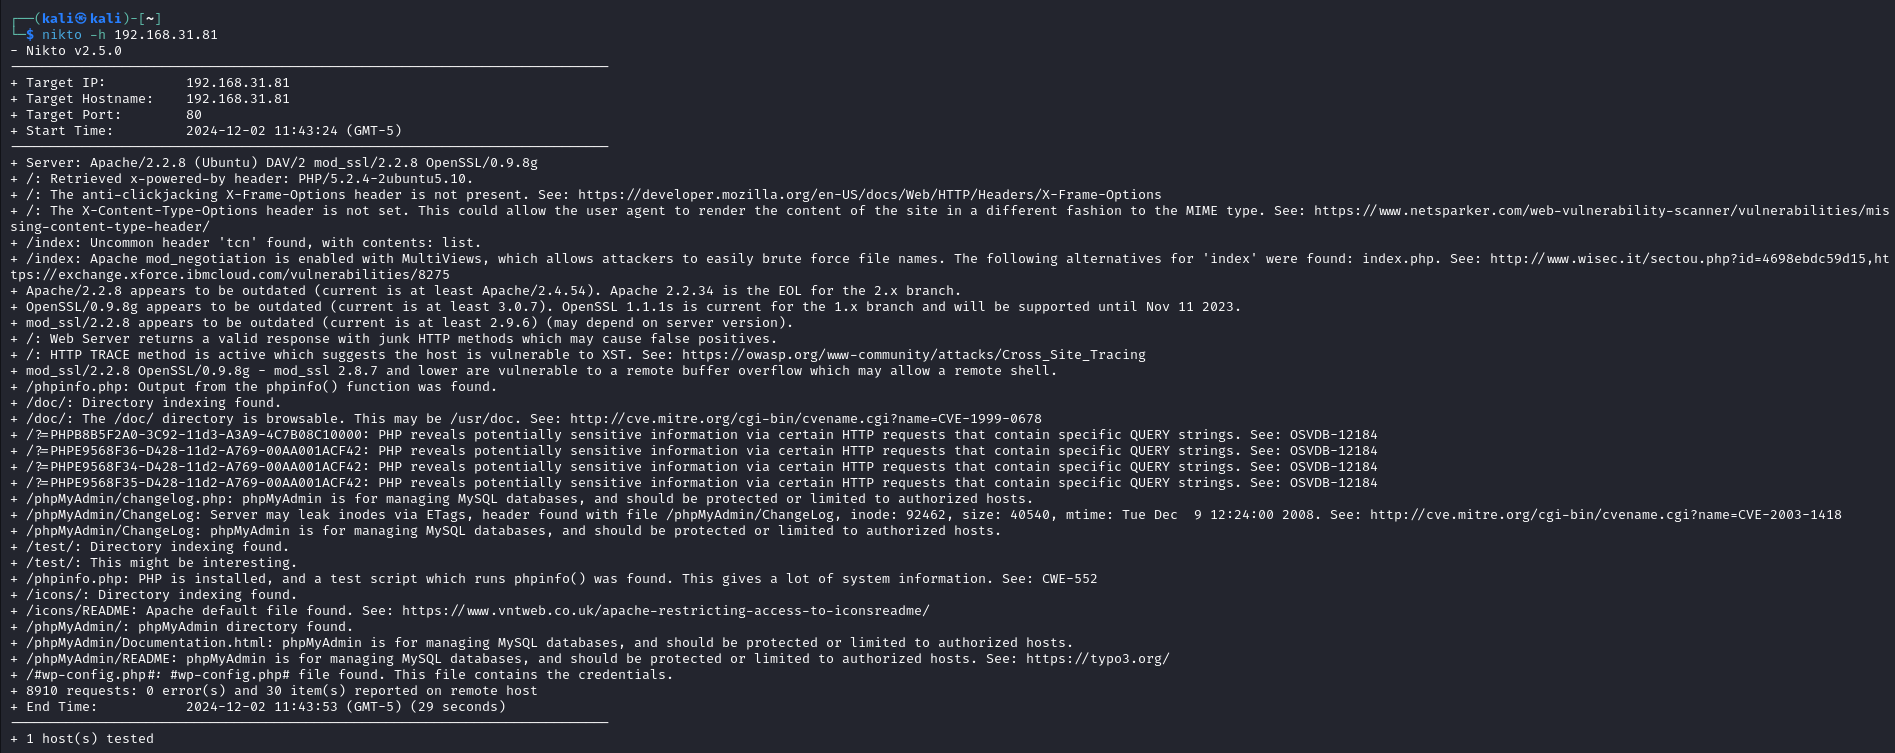 ┌──(kali㉿kali)-[~]
└─$ nikto -h 192.168.31.81
- Nikto v2.5.0
---------------------------------------------------------------------------
+ Target IP:          192.168.31.81
+ Target Hostname:    192.168.31.81
+ Target Port:        80
+ Start Time:         2024-12-02 11:43:24 (GMT-5)
---------------------------------------------------------------------------
+ Server: Apache/2.2.8 (Ubuntu) DAV/2 mod_ssl/2.2.8 OpenSSL/0.9.8g
+ /: Retrieved x-powered-by header: PHP/5.2.4-2ubuntu5.10.
+ /: The anti-clickjacking X-Frame-Options header is not present. See: https://developer.mozilla.org/en-US/docs/Web/HTTP/Headers/X-Frame-Options
+ /: The X-Content-Type-Options header is not set. This could allow the user agent to render the content of the site in a different fashion to the MIME type. See: https://www.netsparker.com/web-vulnerability-scanner/vulnerabilities/mis
sing-content-type-header/
+ /index: Uncommon header 'tcn' found, with contents: list.
+ /index: Apache mod_negotiation is enabled with MultiViews, which allows attackers to easily brute force file names. The following alternatives for 'index' were found: index.php. See: http://www.wisec.it/sectou.php?id=4698ebdc59d15,ht
tps://exchange.xforce.ibmcloud.com/vulnerabilities/8275
+ Apache/2.2.8 appears to be outdated (current is at least Apache/2.4.54). Apache 2.2.34 is the EOL for the 2.x branch.
+ OpenSSL/0.9.8g appears to be outdated (current is at least 3.0.7). OpenSSL 1.1.1s is current for the 1.x branch and will be supported until Nov 11 2023.
+ mod_ssl/2.2.8 appears to be outdated (current is at least 2.9.6) (may depend on server version).
+ /: Web Server returns a valid response with junk HTTP methods which may cause false positives.
+ /: HTTP TRACE method is active which suggests the host is vulnerable to XST. See: https://owasp.org/www-community/attacks/Cross_Site_Tracing
+ mod_ssl/2.2.8 OpenSSL/0.9.8g - mod_ssl 2.8.7 and lower are vulnerable to a remote buffer overflow which may allow a remote shell.
+ /phpinfo.php: Output from the phpinfo() function was found.
+ /doc/: Directory indexing found.
+ /doc/: The /doc/ directory is browsable. This may be /usr/doc. See: http://cve.mitre.org/cgi-bin/cvename.cgi?name=CVE-1999-0678
+ /?=PHPB8B5F2A0-3C92-11d3-A3A9-4C7B08C10000: PHP reveals potentially sensitive information via certain HTTP requests that contain specific QUERY strings. See: OSVDB-12184
+ /?=PHPE9568F36-D428-11d2-A769-00AA001ACF42: PHP reveals potentially sensitive information via certain HTTP requests that contain specific QUERY strings. See: OSVDB-12184
+ /?=PHPE9568F34-D428-11d2-A769-00AA001ACF42: PHP reveals potentially sensitive information via certain HTTP requests that contain specific QUERY strings. See: OSVDB-12184
+ /?=PHPE9568F35-D428-11d2-A769-00AA001ACF42: PHP reveals potentially sensitive information via certain HTTP requests that contain specific QUERY strings. See: OSVDB-12184
+ /phpMyAdmin/changelog.php: phpMyAdmin is for managing MySQL databases, and should be protected or limited to authorized hosts.
+ /phpMyAdmin/ChangeLog: Server may leak inodes via ETags, header found with file /phpMyAdmin/ChangeLog, inode: 92462, size: 40540, mtime: Tue Dec  9 12:24:00 2008. See: http://cve.mitre.org/cgi-bin/cvename.cgi?name=CVE-2003-1418
+ /phpMyAdmin/ChangeLog: phpMyAdmin is for managing MySQL databases, and should be protected or limited to authorized hosts.
+ /test/: Directory indexing found.
+ /test/: This might be interesting.
+ /phpinfo.php: PHP is installed, and a test script which runs phpinfo() was found. This gives a lot of system information. See: CWE-552
+ /icons/: Directory indexing found.
+ /icons/README: Apache default file found. See: https://www.vntweb.co.uk/apache-restricting-access-to-iconsreadme/
+ /phpMyAdmin/: phpMyAdmin directory found.
+ /phpMyAdmin/Documentation.html: phpMyAdmin is for managing MySQL databases, and should be protected or limited to authorized hosts.
+ /phpMyAdmin/README: phpMyAdmin is for managing MySQL databases, and should be protected or limited to authorized hosts. See: https://typo3.org/
+ /#wp-config.php#: #wp-config.php# file found. This file contains the credentials.
+ 8910 requests: 0 error(s) and 30 item(s) reported on remote host
+ End Time:           2024-12-02 11:43:53 (GMT-5) (29 seconds)
---------------------------------------------------------------------------
+ 1 host(s) tested